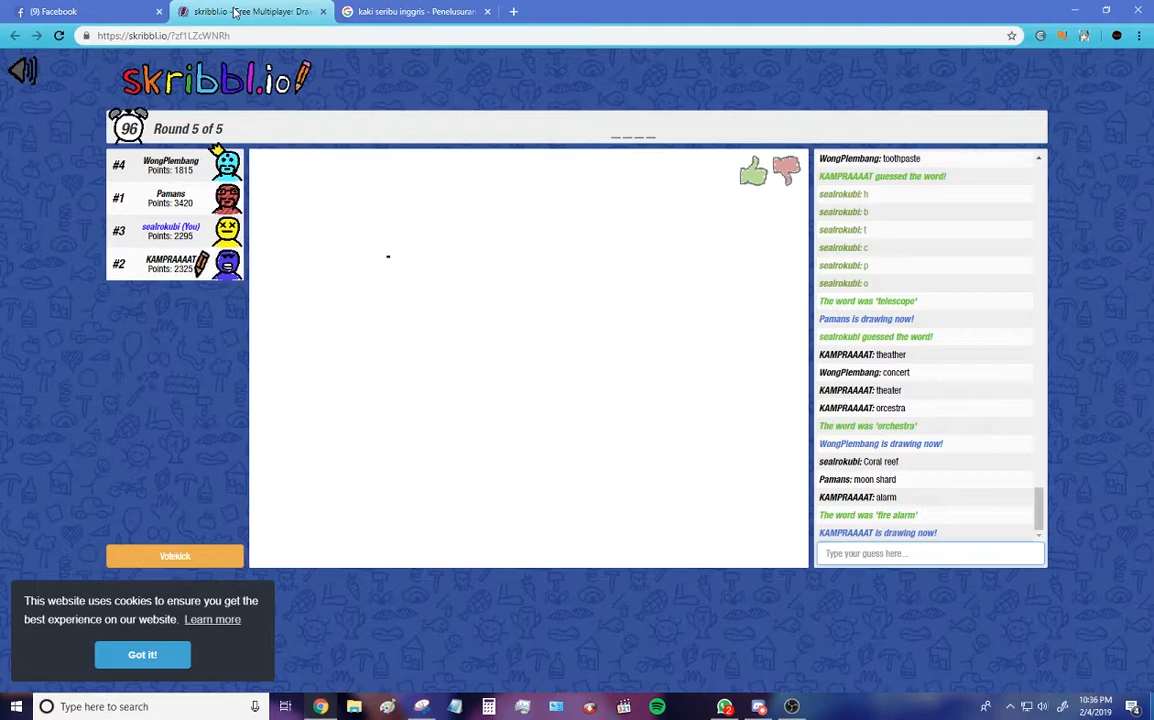 (9) Facebook
skribbl.io - Free Multiplayer Dra
kaki seribu inggris - Penelusuran
https://skribbl.io/?zf1LZcWNRh
skribbl.io
96
Round 5 of 5
_ _ _ _
#4
WongPlembang
Points: 1815
#1
Pamans
Points: 3420
#3
sealrokubi (You)
Points: 2295
#2
KAMPRAAAAT
Points: 2325
Votekick
WongPlembang: toothpaste
KAMPRAAAAT guessed the word!
sealrokubi: h
sealrokubi: b
sealrokubi: t
sealrokubi: c
sealrokubi: p
sealrokubi: o
The word was 'telescope'
Pamans is drawing now!
sealrokubi guessed the word!
KAMPRAAAAT: theather
WongPlembang: concert
KAMPRAAAAT: theater
KAMPRAAAAT: orcestra
The word was 'orchestra'
WongPlembang is drawing now!
sealrokubi: Coral reef
Pamans: moon shard
KAMPRAAAAT: alarm
The word was 'fire alarm'
KAMPRAAAAT is drawing now!
Type your guess here...
This website uses cookies to ensure you get the
best experience on our website. Learn more
Got it!
Type here to search
2
10:36 PM
2/4/2019
4